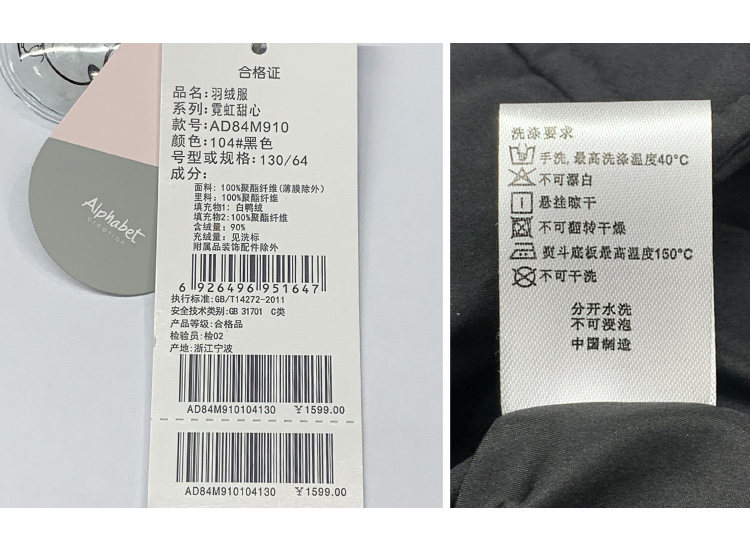 Alphabet
creation
合格证
品名:羽绒服
系列:霓虹甜心
款号:AD84M910
颜色:104#黑色
号型或规格:130/64
成分:
面料: 100%聚酯纤维(薄膜除外)
里料: 100%聚酯纤维
填充物1: 白鸭绒
填充物2:100%聚酯纤维
含绒量: 90%
充绒量: 见洗标
附属品装饰配件除外
6 926496 951647
执行标准:GB/T14272-2011
安全技术类别:GB 31701 C类
产品等级:合格品
检验员:检02
产地:浙江宁波
AD84M910104130 ¥1599.00
AD84M910104130 ¥1599.00
洗涤要求
手洗,最高洗涤温度40°C
不可漂白
悬挂晾干
不可翻转干燥
熨斗底板最高温度150°C
不可干洗
分开水洗
不可浸泡
中国制造